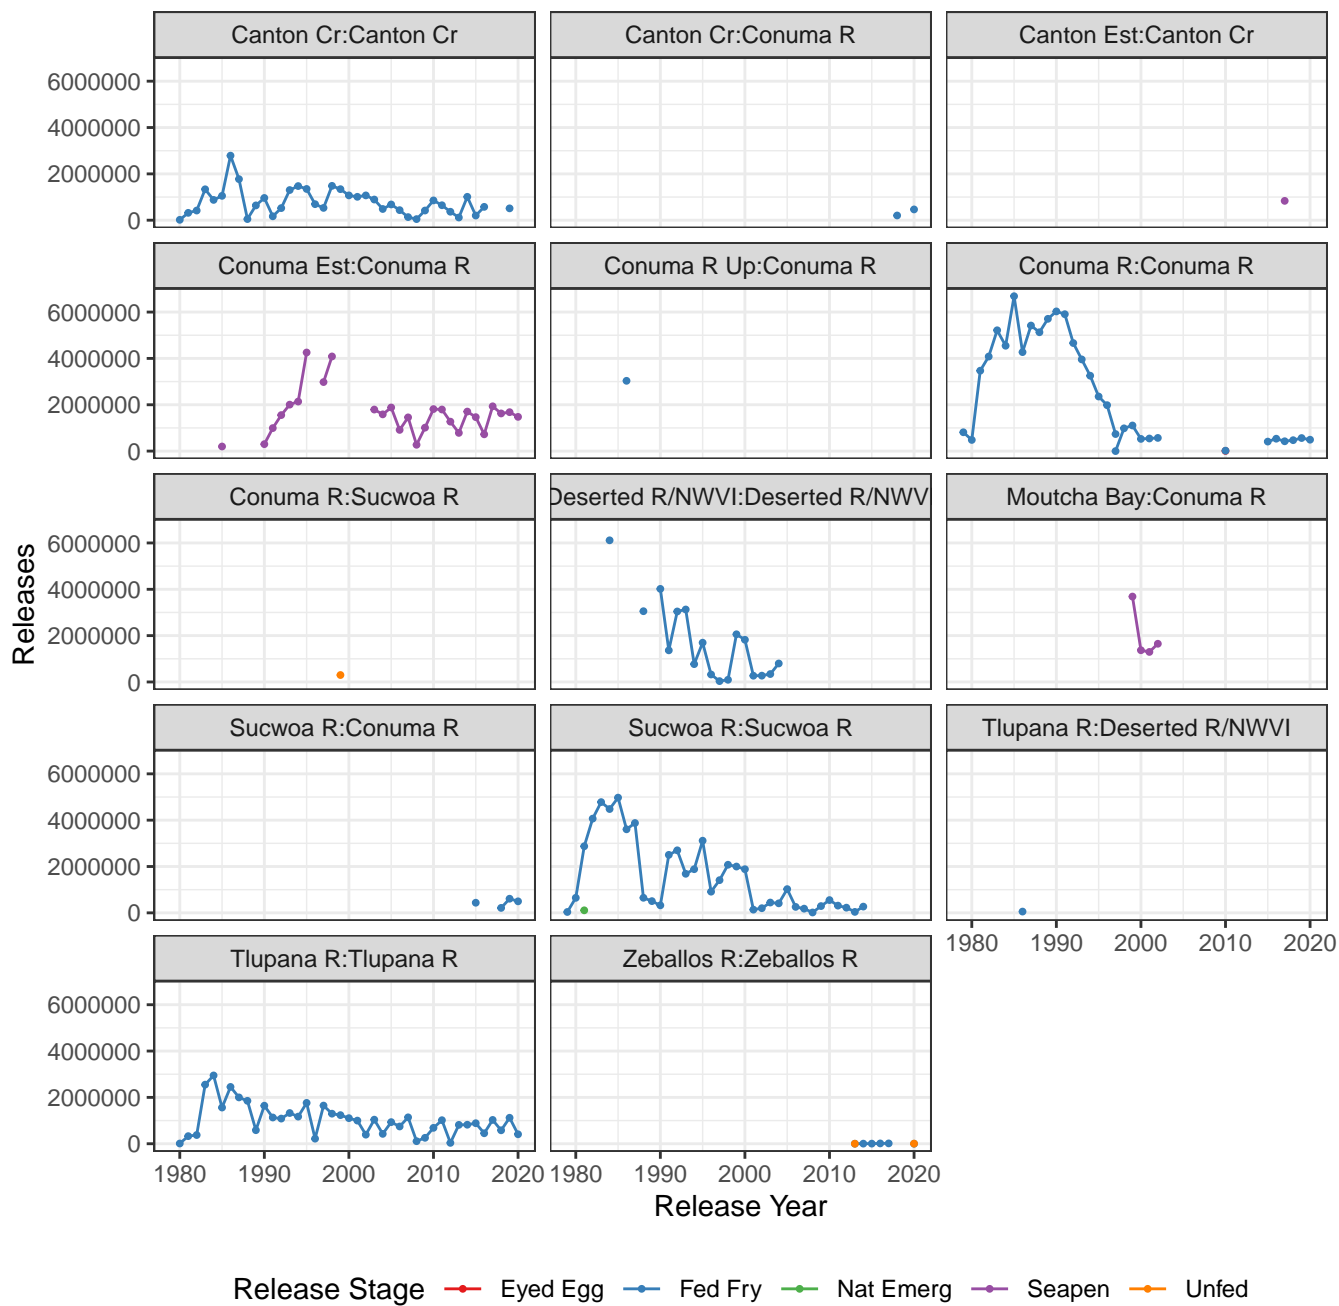 Canton Cr:Canton Cr
Canton Cr:Conuma R
Canton Est:Canton Cr
6000000
4000000
2000000
0
Conuma Est:Conuma R
Conuma R Up:Conuma R
Conuma R:Conuma R
6000000
4000000
2000000
0
Conuma R:Sucwoa R
Deserted R/NWVI:Deserted R/NWV
Moutcha Bay:Conuma R
6000000
4000000
2000000
0
Releases
Sucwoa R:Conuma R
Sucwoa R:Sucwoa R
Tlupana R:Deserted R/NWVI
6000000
4000000
2000000
0
1980 1990 2000 2010 2020
Tlupana R:Tlupana R
Zeballos R:Zeballos R
6000000
4000000
2000000
0
1980 1990 2000 2010 2020
1980 1990 2000 2010 2020
Release Year
Release Stage Eyed Egg Fed Fry Nat Emerg Seapen Unfed